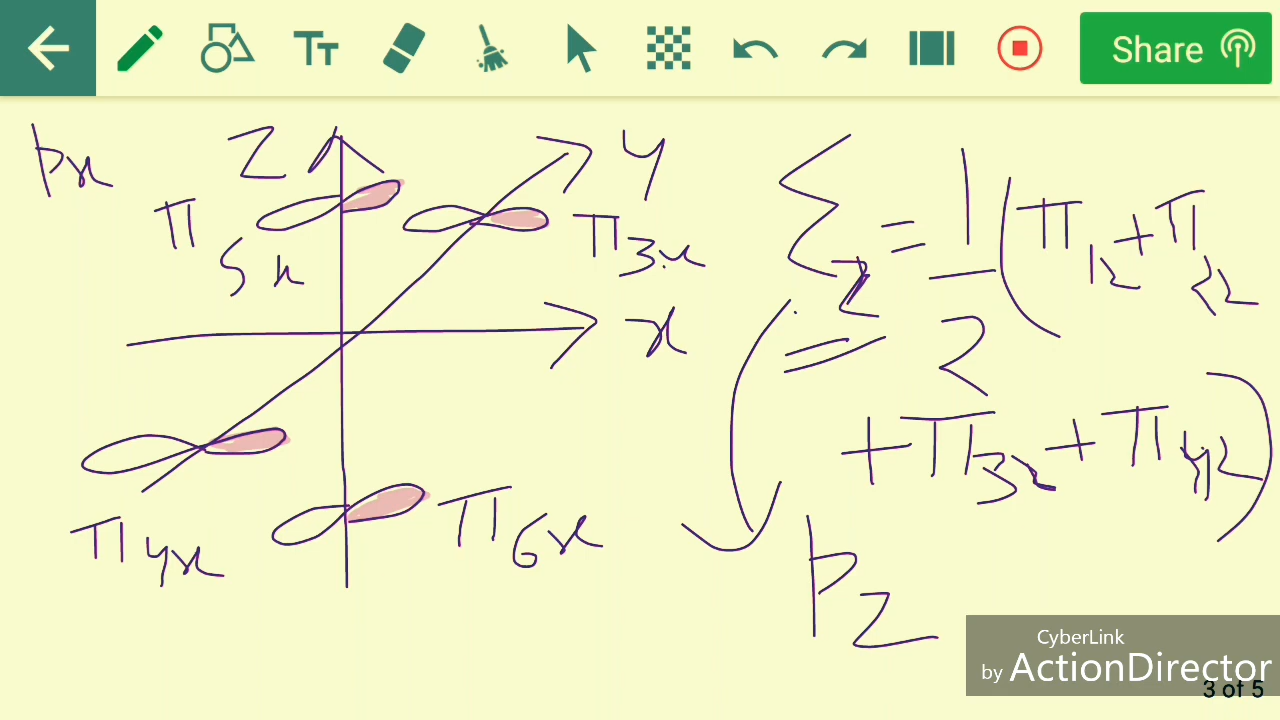 Share
px
Z
y
π5x
π3x
x
π4x
π6x
Σz = 1/2 (π1z + π2z
+ π3z + π4z)
pz
CyberLink
by ActionDirector
3 of 5